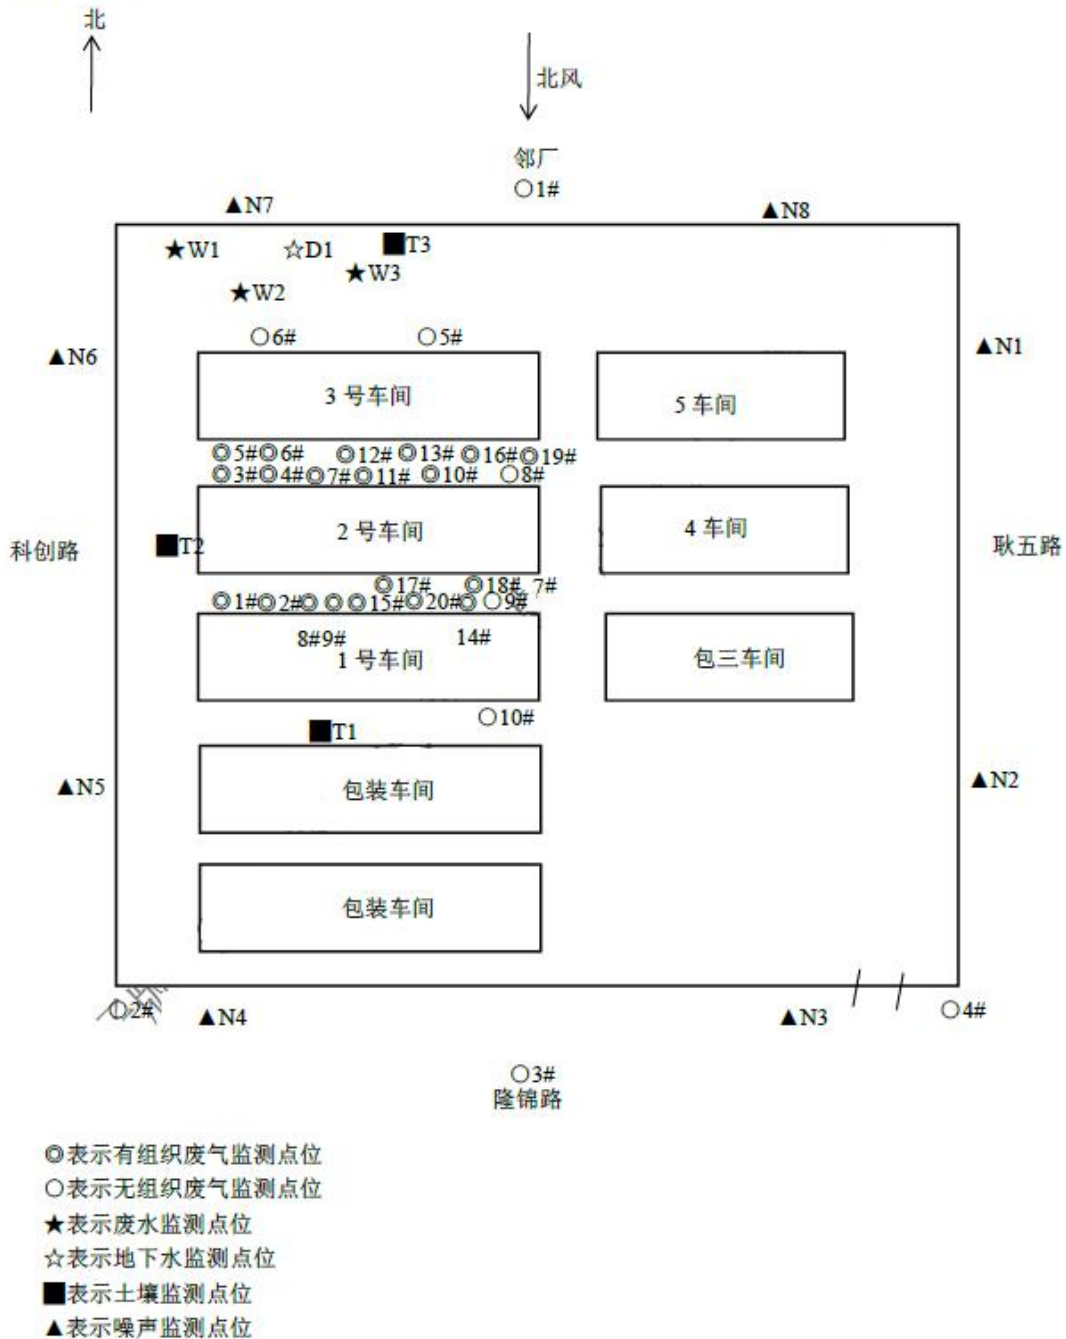 北
北风
邻厂
○1#
▲N7
▲N8
★W1
☆D1
■T3
★W3
★W2
○6#
○5#
▲N6
▲N1
3 号车间
5 车间
◎5#◎6# ◎12# ◎13# ◎16#◎19#
◎3#◎4#◎7#◎11# ◎10# ○8#
2 号车间
4 车间
科创路
■T2
耿五路
◎17# ◎18# 7#
◎1#◎2#◎ ◎ ◎15#◎20#◎ ○9#
8#9#
14#
1 号车间
包三车间
○10#
■T1
▲N5
包装车间
▲N2
包装车间
○2#
▲N4
▲N3
○4#
○3#
隆锦路
◎表示有组织废气监测点位
○表示无组织废气监测点位
★表示废水监测点位
☆表示地下水监测点位
■表示土壤监测点位
▲表示噪声监测点位